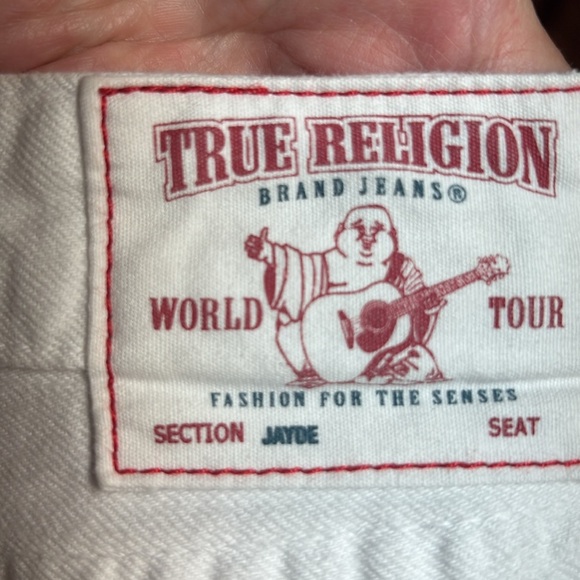 TRUE RELIGION
BRAND JEANS®
WORLD TOUR
FASHION FOR THE SENSES
SECTION JAYDE SEAT